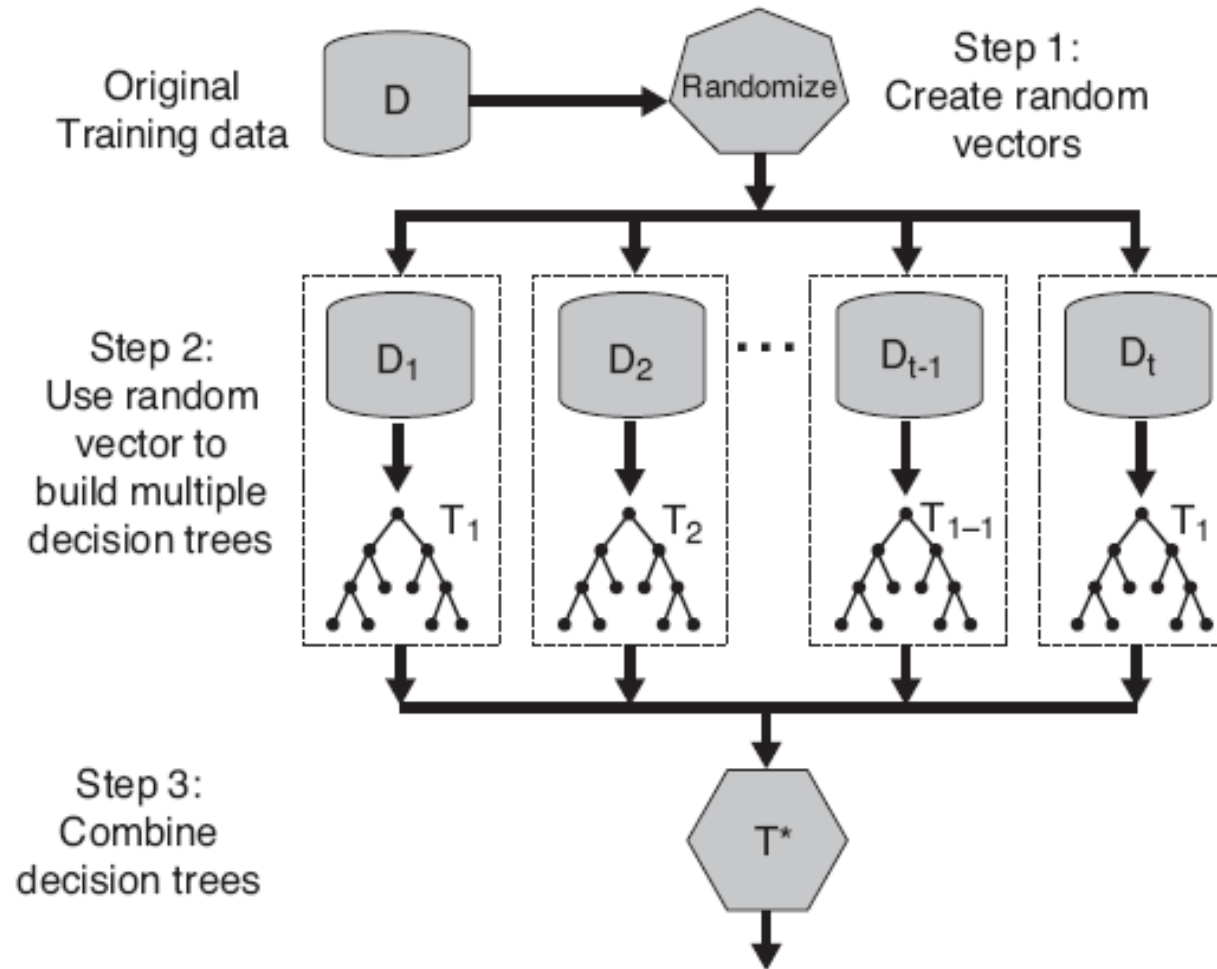 Original
Training data
D
Randomize
Step 1:
Create random
vectors
Step 2:
Use random
vector to
build multiple
decision trees
D₁
D₂
...
Dₜ₋₁
Dₜ
T₁
T₂
T₁₋₁
T₁
Step 3:
Combine
decision trees
T*